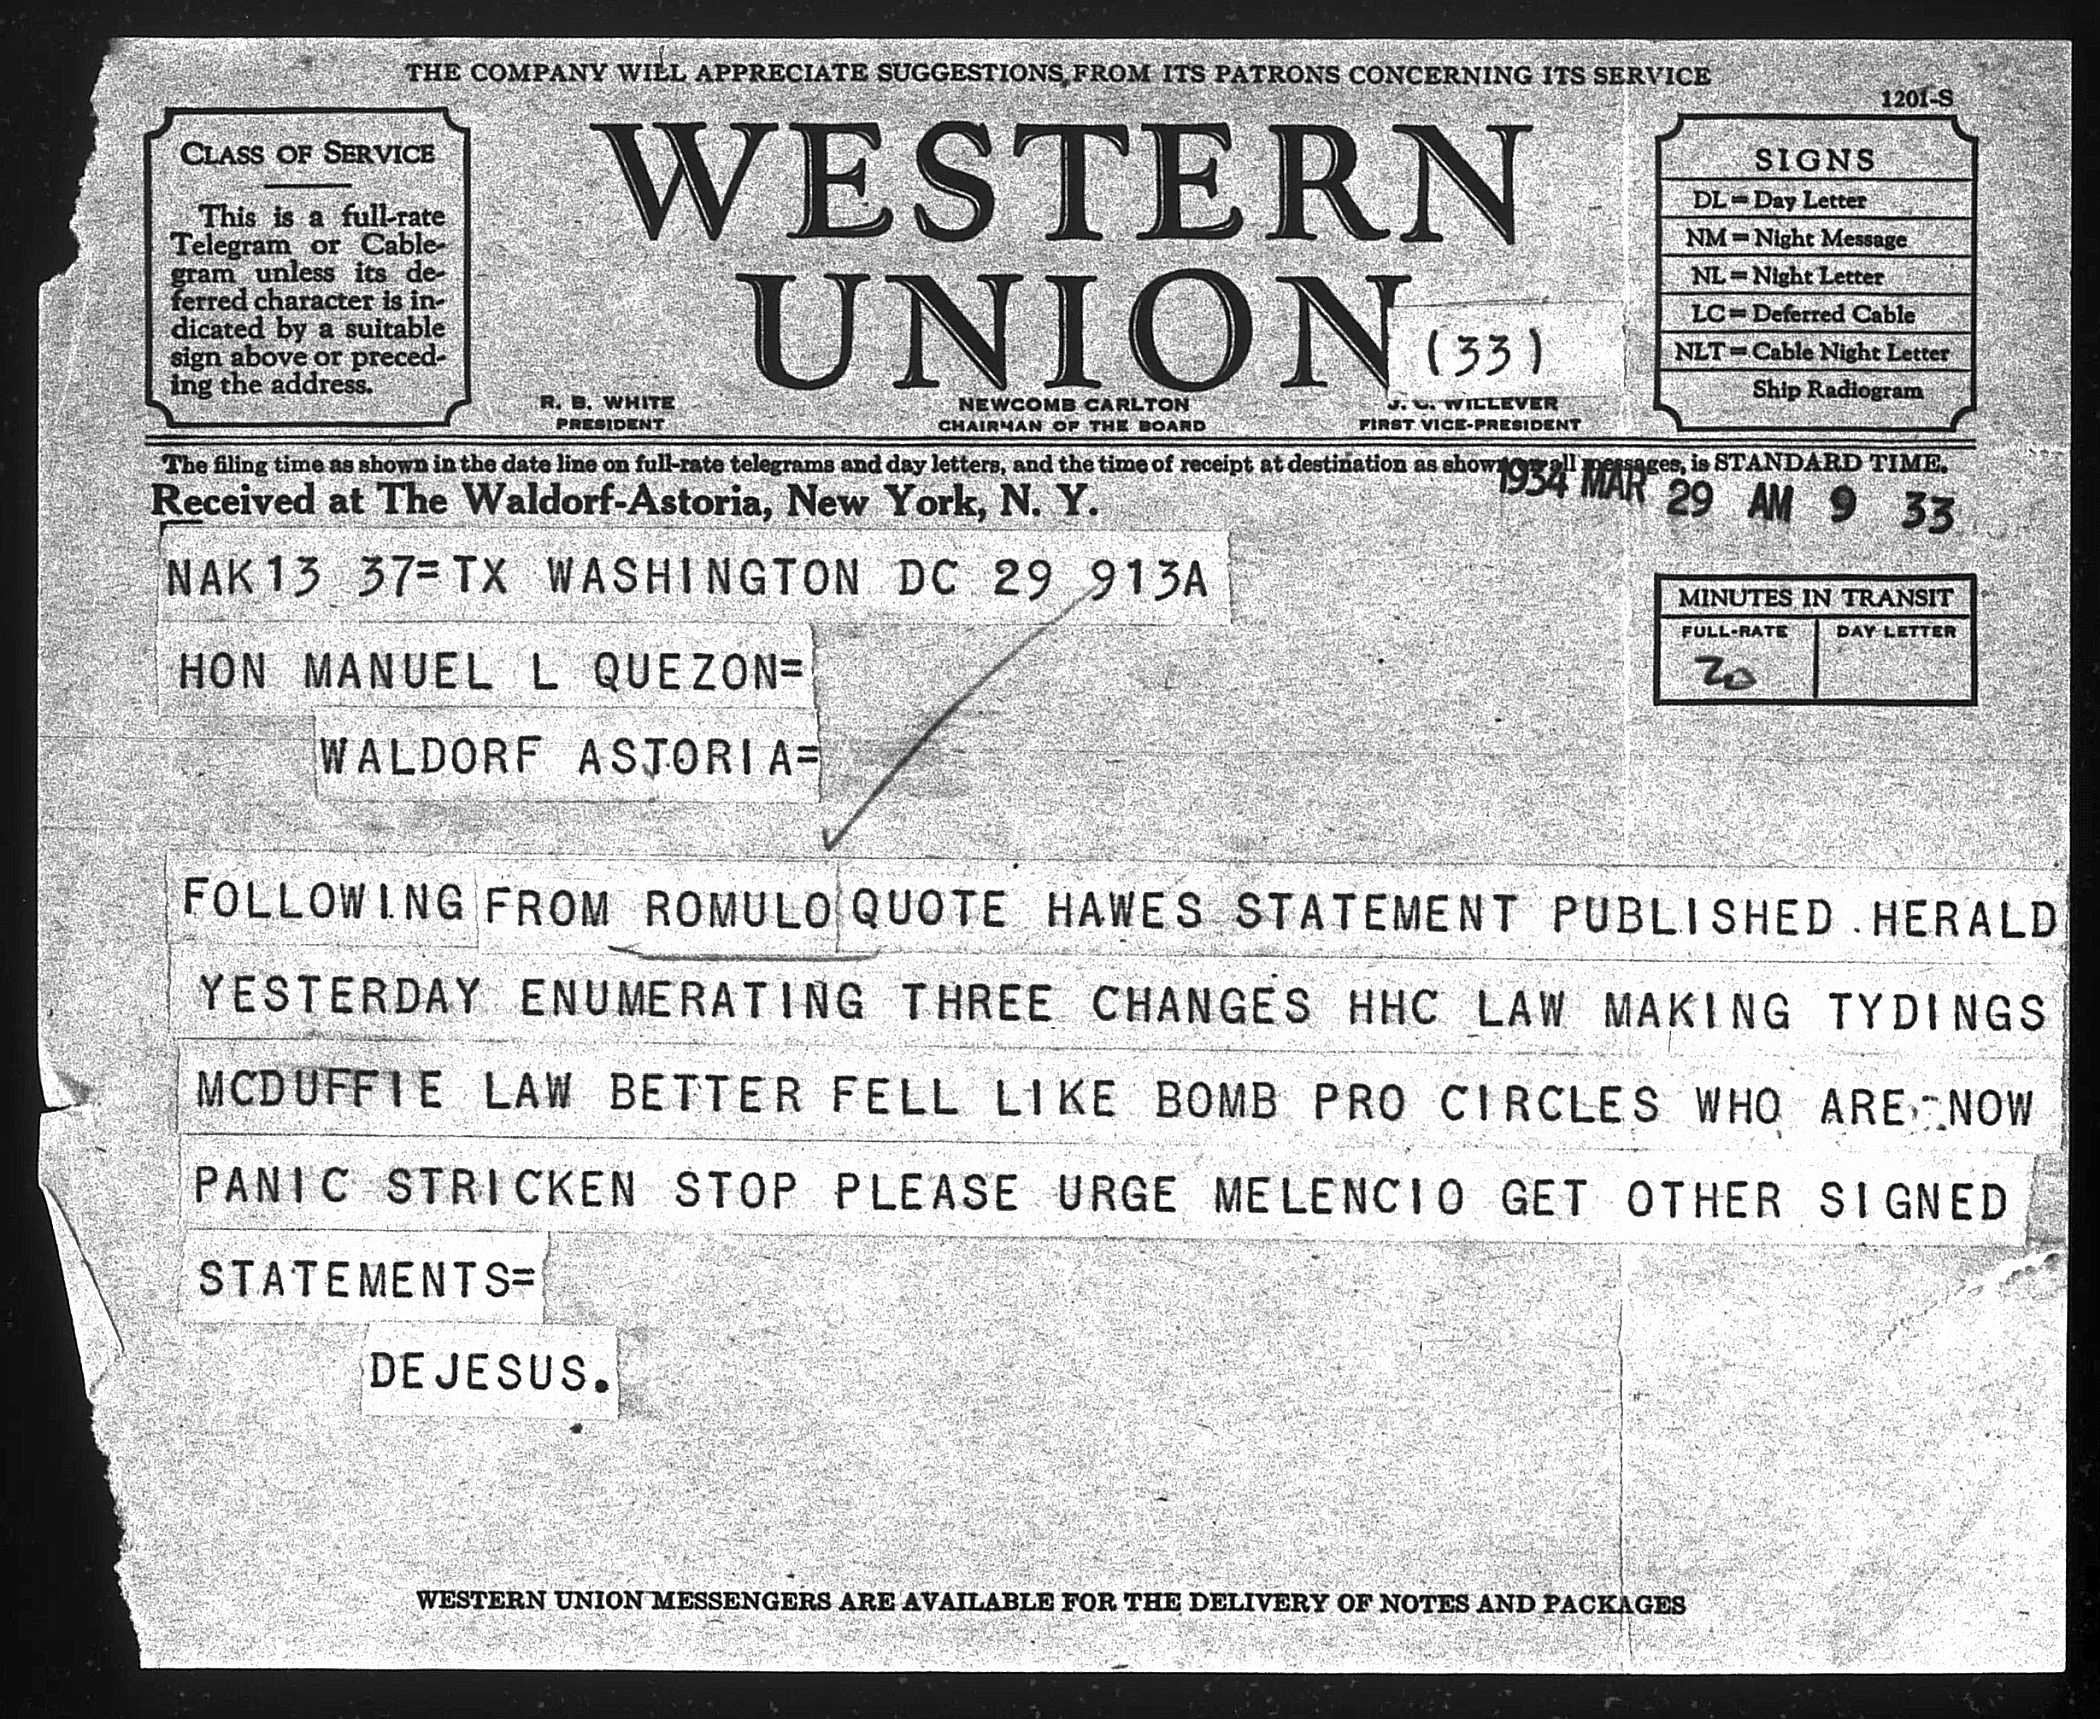 THE COMPANY WILL APPRECIATE SUGGESTIONS FROM ITS PATRONS CONCERNING ITS SERVICE
1201-S
CLASS OF SERVICE
This is a full-rate
Telegram or Cable-
gram unless its de-
ferred character is in-
dicated by a suitable
sign above or preced-
ing the address.
WESTERN
UNION
(33)
R. B. WHITE
PRESIDENT
NEWCOMB CARLTON
CHAIRMAN OF THE BOARD
J. C. WILLEVER
FIRST VICE-PRESIDENT
SIGNS
DL = Day Letter
NM = Night Message
NL = Night Letter
LC = Deferred Cable
NLT = Cable Night Letter
Ship Radiogram
The filing time as shown in the date line on full-rate telegrams and day letters, and the time of receipt at destination as shown all messages, is STANDARD TIME.
Received at The Waldorf-Astoria, New York, N. Y.
1934 MAR 29 AM 9 33
MINUTES IN TRANSIT
FULL-RATE
DAY LETTER
20
NAK13 37=TX WASHINGTON DC 29 913A
HON MANUEL L QUEZON=
WALDORF ASTORIA=
FOLLOWING FROM ROMULO QUOTE HAWES STATEMENT PUBLISHED HERALD
YESTERDAY ENUMERATING THREE CHANGES HHC LAW MAKING TYDINGS
MCDUFFIE LAW BETTER FELL LIKE BOMB PRO CIRCLES WHO ARE NOW
PANIC STRICKEN STOP PLEASE URGE MELENCIO GET OTHER SIGNED
STATEMENTS=
DEJESUS.
WESTERN UNION MESSENGERS ARE AVAILABLE FOR THE DELIVERY OF NOTES AND PACKAGES